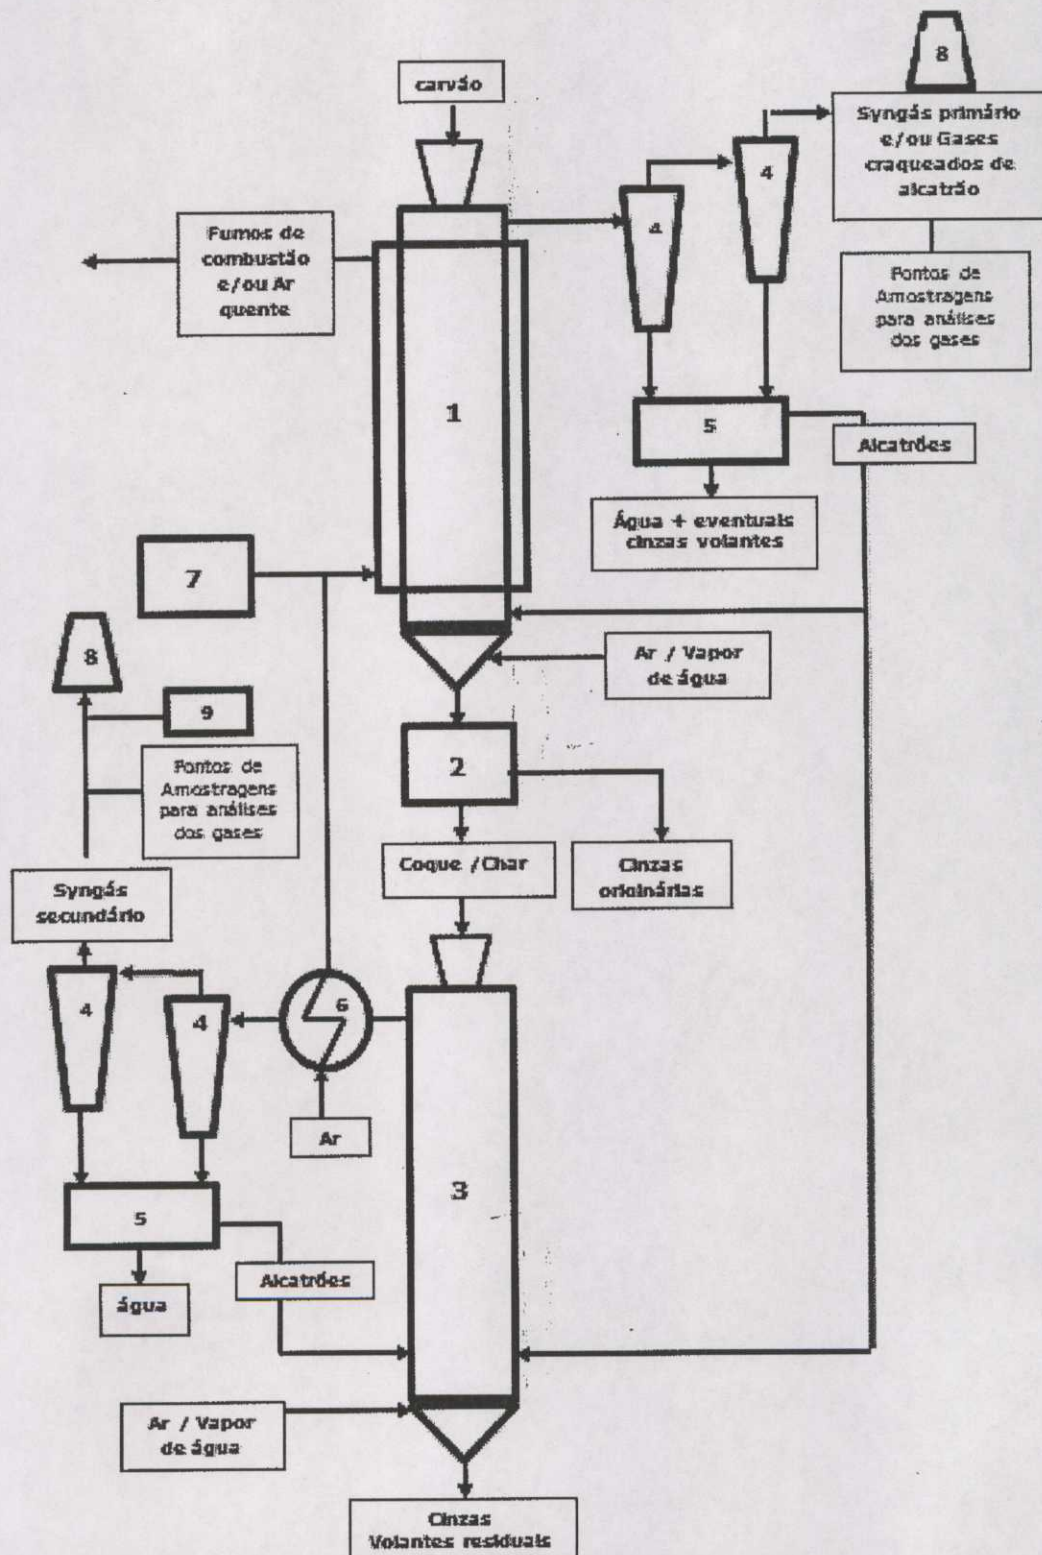 8
carvão
Syngás primário
e/ou Gases
craqueados de
alcatrão
4
4
Fumos de
combustão
e/ou Ar
quente
Pontos de
Amostragens
para análises
dos gases
1
5
Alcatrões
Água + eventuais
cinzas volantes
7
8
Ar / Vapor
de água
9
2
Pontos de
Amostragens
para análises
dos gases
Coque /Char
Cinzas
originárias
Syngás
secundário
4
4
6
Ar
3
5
Alcatrões
água
Ar / Vapor
de água
Cinzas
Volantes residuais